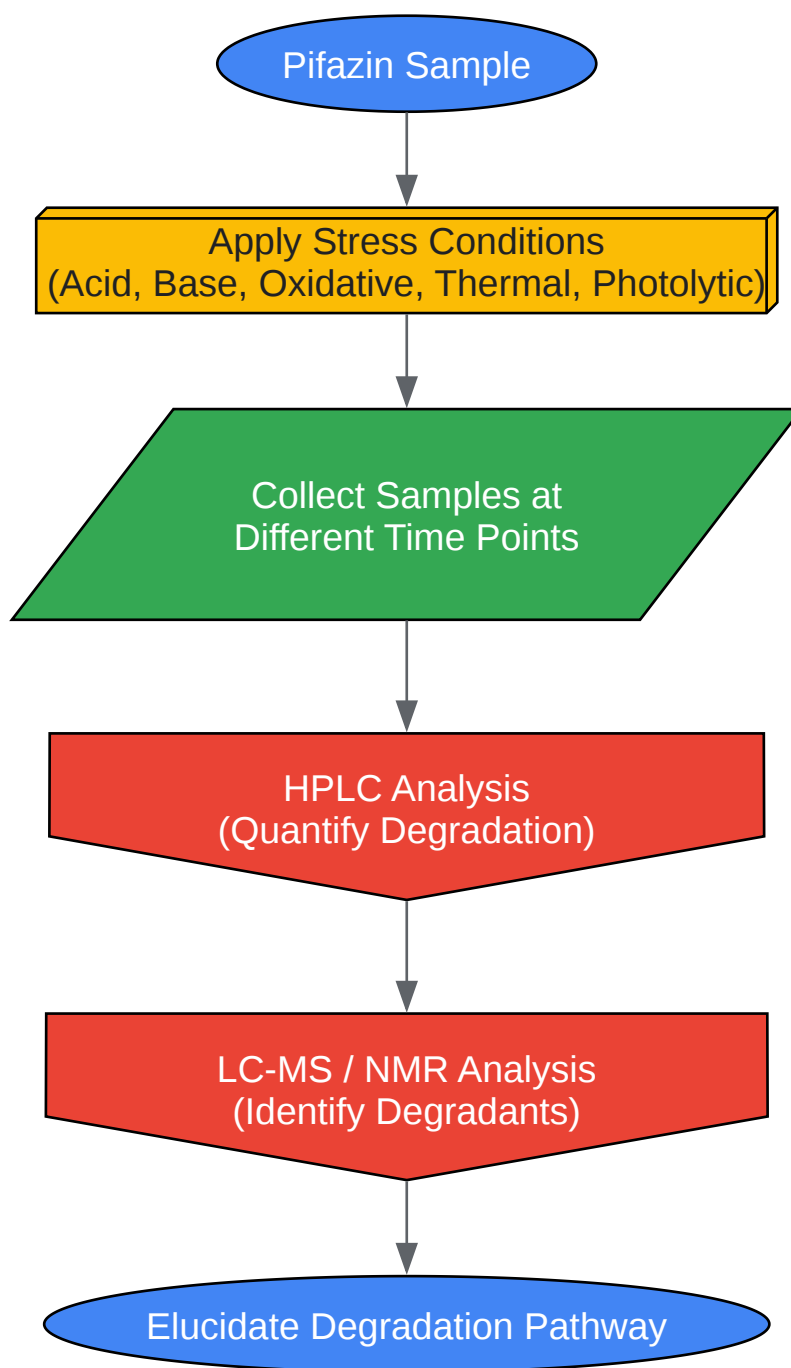 Pifazin Sample
Apply Stress Conditions
(Acid, Base, Oxidative, Thermal, Photolytic)
Collect Samples at
Different Time Points
HPLC Analysis
(Quantify Degradation)
LC-MS / NMR Analysis
(Identify Degradants)
Elucidate Degradation Pathway